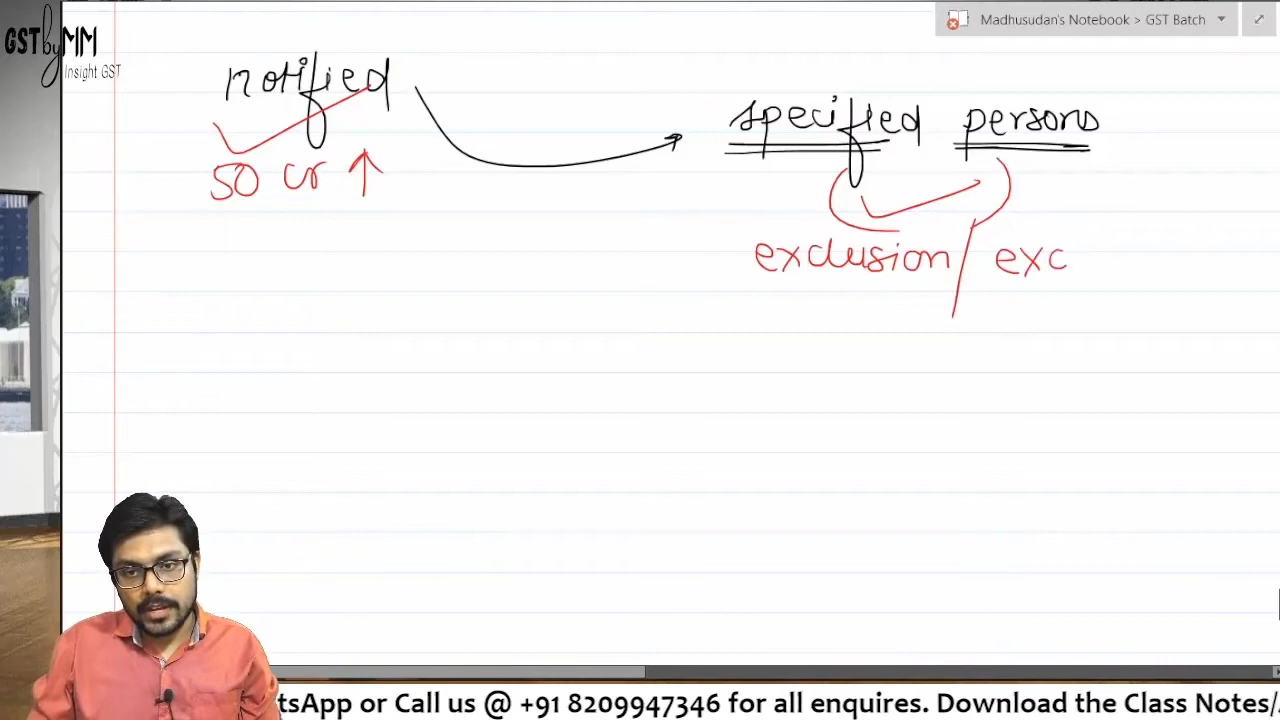 GST by MM
Insight GST
Madhusudan's Notebook > GST Batch
notified
specified persons
50 cr ↑
exclusion / exc
tsApp or Call us @ +91 8209947346 for all enquires. Download the Class Notes/